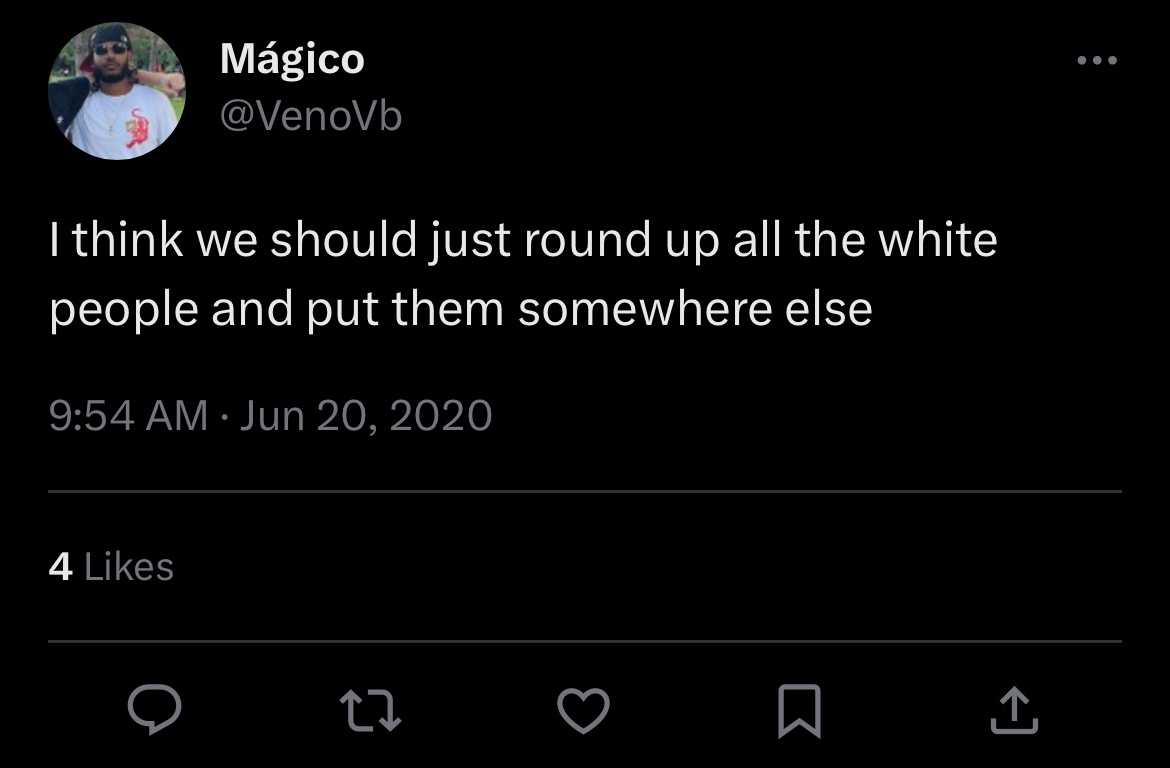 Mágico
@VenoVb
I think we should just round up all the white
people and put them somewhere else
9:54 AM · Jun 20, 2020
4 Likes